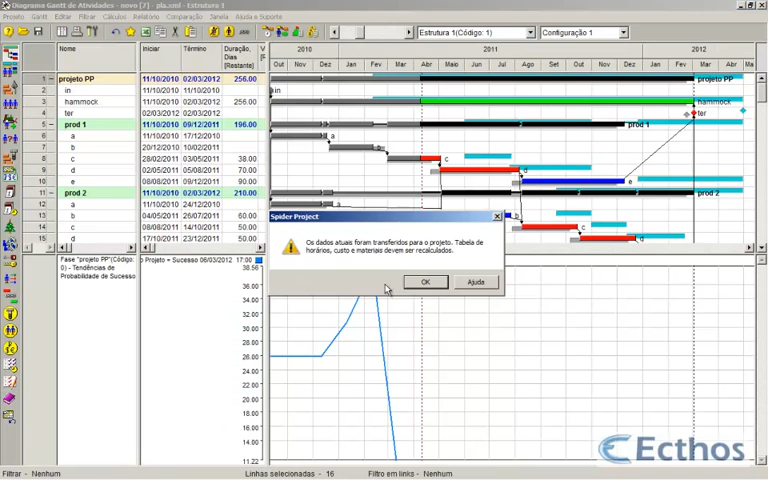 Diagrama Gantt de Atividades - novo [ - pla.xml - Estrutura 1
Projeto Gantt Editar Filtrar Cálculos Relatório Comparação Janela Ajuda e Suporte
Estrutura 1(Código: 1) Configuração 1
Nome Iniciar Término Duração, Dias [Restante] V [F
2010 2011 2012
Out Nov Dez Jan Fev Mar Abr Mai Jun Jul Ago Set Out Nov Dez Jan Fev Mar Abr Ma
1 projeto PP 11/10/2010 02/03/2012 256.00 projeto PP
2 in 11/10/2010 11/10/2010 in
3 hammock 11/10/2010 02/03/2012 256.00 hammock
4 ter 02/03/2012 02/03/2012 ter
5 prod 1 11/10/2010 09/12/2011 196.00 prod 1
6 a 11/10/2010 17/12/2010 a
7 b 20/12/2010 10/02/2011 b
8 c 28/02/2011 03/05/2011 38.00 c
9 d 02/05/2011 05/08/2011 70.00 d
10 e 08/08/2011 09/12/2011 90.00 e
11 prod 2 11/10/2010 02/03/2012 210.00 prod 2
12 a 11/10/2010 24/12/2010 a
13 b 04/05/2011 26/07/2011 60.00 b
14 c 08/08/2011 14/10/2011 50.00 c
15 d 17/10/2011 23/12/2011 50.00 d
Spider Project
Os dados atuais foram transferidos para o projeto. Tabela de
horários, custo e materiais devem ser recalculados.
OK Ajuda
Fase "projeto PP"(Código:
0) - Tendências de
Probabilidade de Sucesso
o Projeto = Sucesso 06/03/2012 17:00
38.56
36.00
34.00
32.00
30.00
28.00
26.00
24.00
22.00
20.00
18.00
16.00
14.00
11.22
Ecthos
Filtrar - Nenhum Linhas selecionadas - 16 Filtro em links - Nenhum